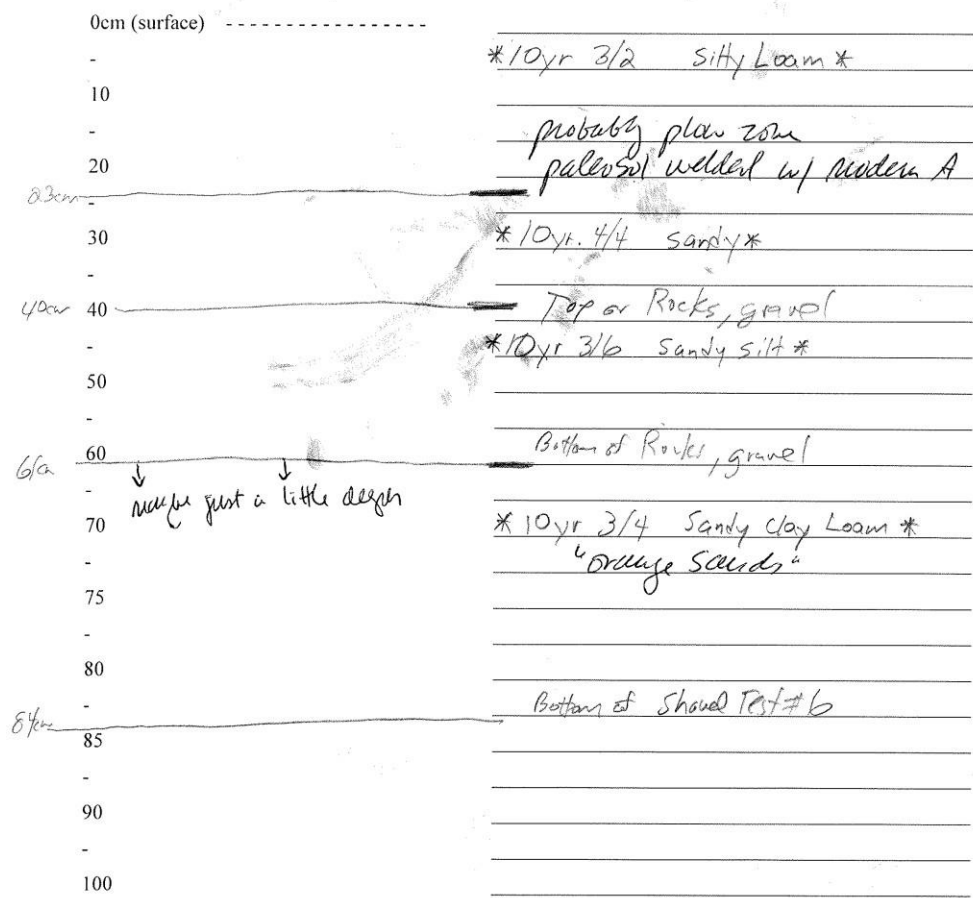 0cm (surface) - - - - - - - - - - - - - - - - - -
-
*10yr 3/2 Silty Loam*
10
-
probably plow zone
20
paleosol welded w/ modern A
23cm
-
30
*10yr. 4/4 sandy*
-
Top of Rocks, gravel
40cm 40
-
*10yr 3/6 Sandy silt*
50
-
60
Bottom of Rocks, gravel
61cm
-
maybe just a little deeper
70
*10yr 3/4 Sandy Clay Loam*
"orange sands"
-
75
-
80
-
Bottom of Shovel Test #6
84cm
85
-
90
-
100